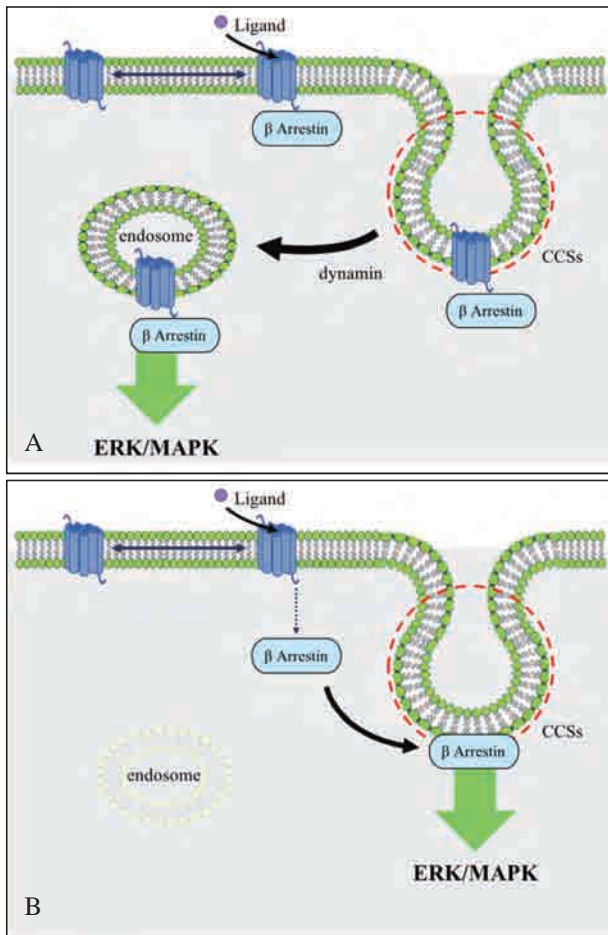 Ligand
β Arrestin
endosome
dynamin
CCSs
β Arrestin
β Arrestin
ERK/MAPK
A
Ligand
β Arrestin
β Arrestin
CCSs
endosome
ERK/MAPK
B